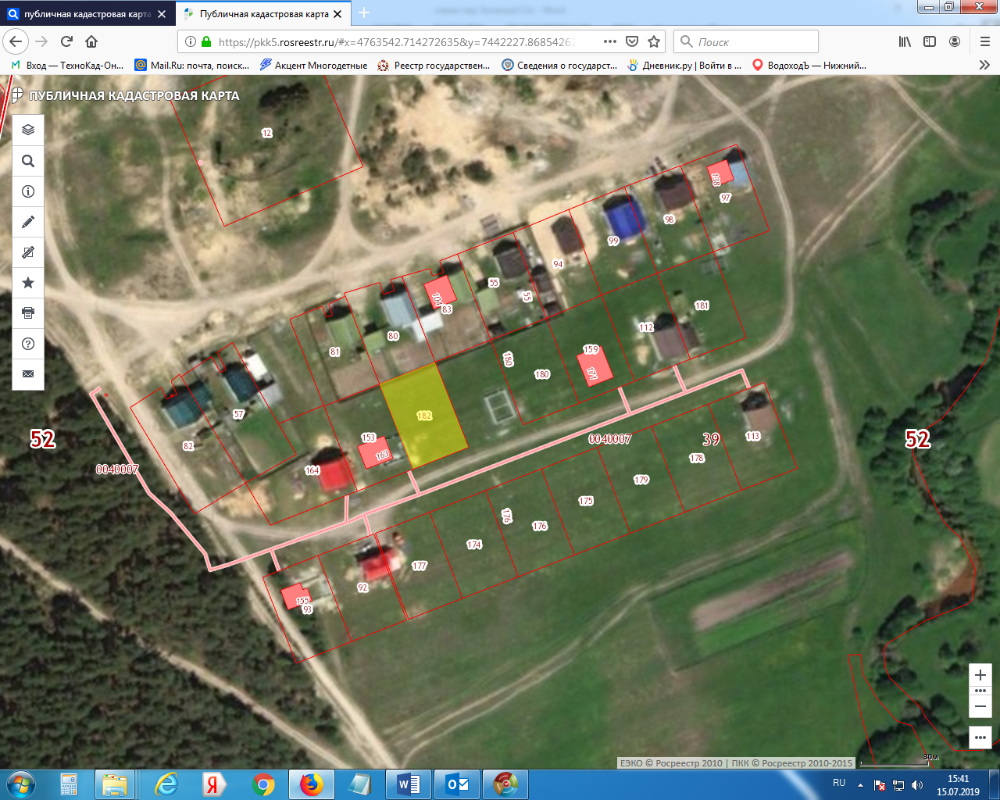 публичная кадастровая карта
Публичная кадастровая карта
https://pkk5.rosreestr.ru/#x=4763542.714272635&y=7442227.86854262
Поиск
Вход — ТехноКад-Он...
Mail.Ru: почта, поиск...
Акцент Многодетные
Реестр государствен...
Сведения о государст...
Дневник.ру | Войти в ...
ВодоходЪ — Нижний...
ПУБЛИЧНАЯ КАДАСТРОВАЯ КАРТА
12
138
97
98
99
94
55
55
104
83
80
81
181
112
159
171
180
180
182
57
82
153
163
164
52
0040007
0040007
39
52
113
178
179
175
176
176
174
177
92
155
93
30м
ЕЭКО © Росреестр 2010 | ПКК © Росреестр 2010-2015
RU
15:41
15.07.2019